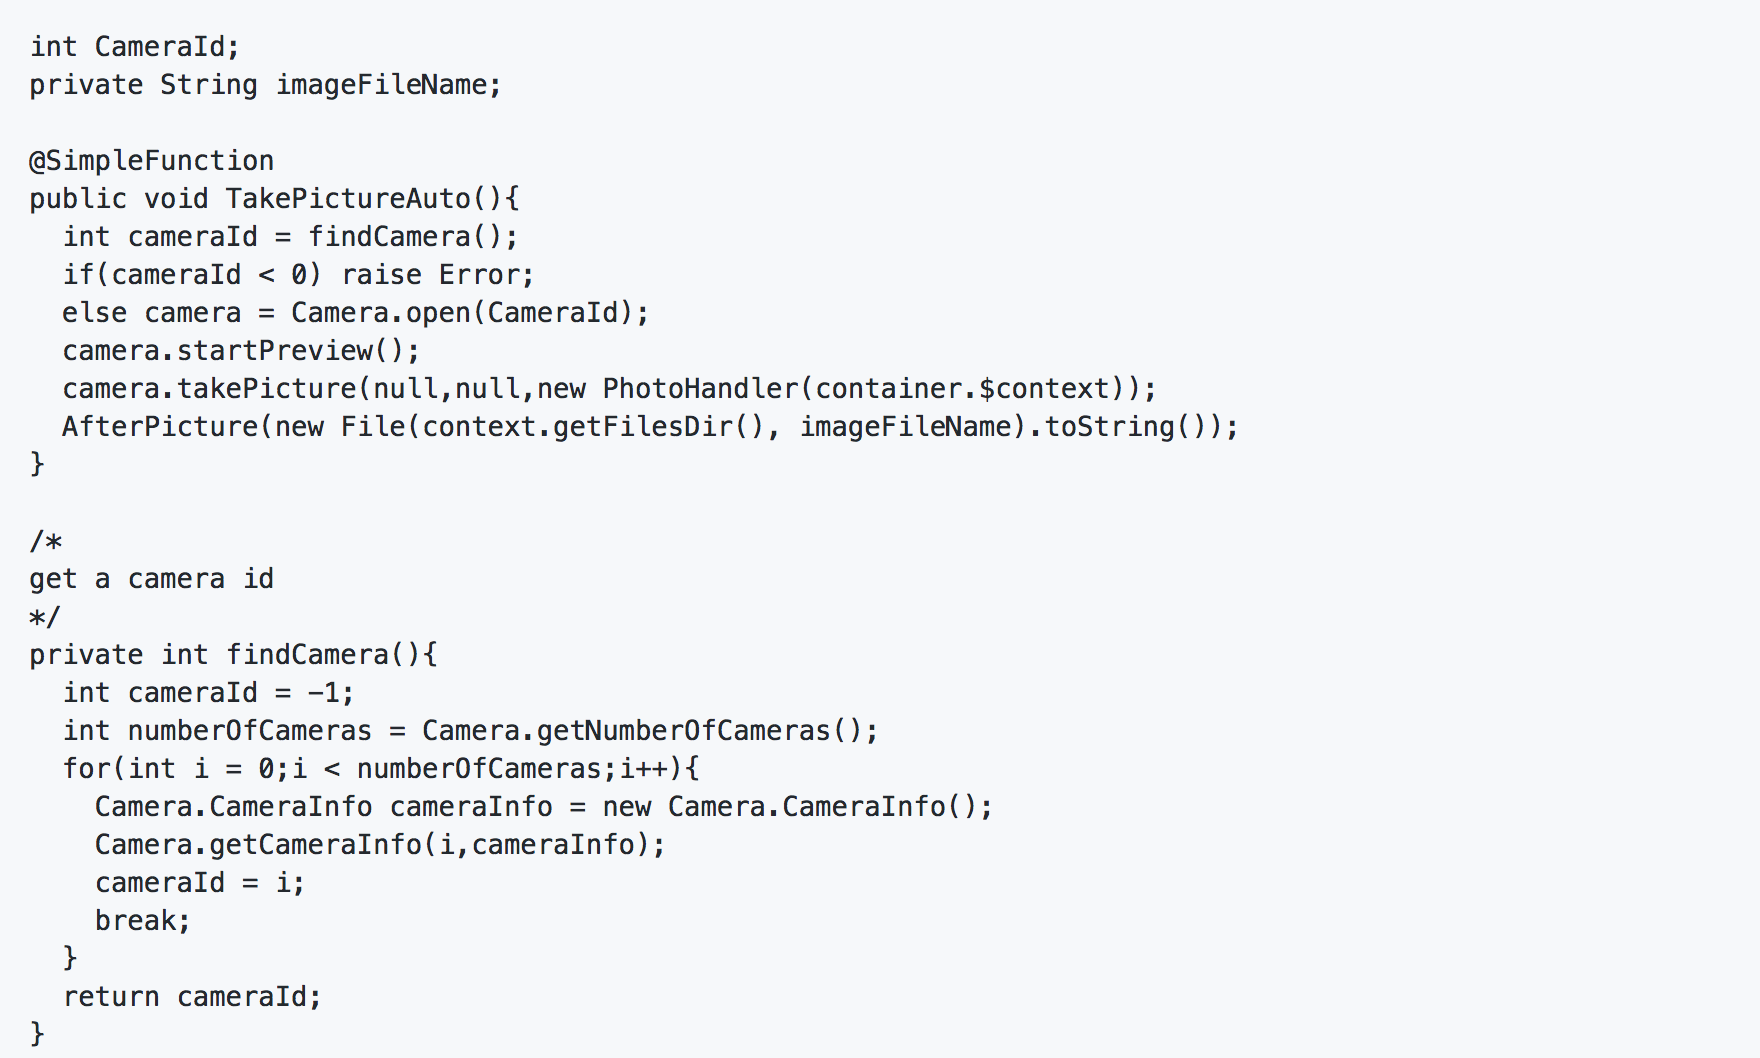 int CameraId;
private String imageFileName;

@SimpleFunction
public void TakePictureAuto(){
  int cameraId = findCamera();
  if(cameraId < 0) raise Error;
  else camera = Camera.open(CameraId);
  camera.startPreview();
  camera.takePicture(null,null,new PhotoHandler(container.$context));
  AfterPicture(new File(context.getFilesDir(), imageFileName).toString());
}

/*
get a camera id
*/
private int findCamera(){
  int cameraId = -1;
  int numberOfCameras = Camera.getNumberOfCameras();
  for(int i = 0;i < numberOfCameras;i++){
    Camera.CameraInfo cameraInfo = new Camera.CameraInfo();
    Camera.getCameraInfo(i,cameraInfo);
    cameraId = i;
    break;
  }
  return cameraId;
}